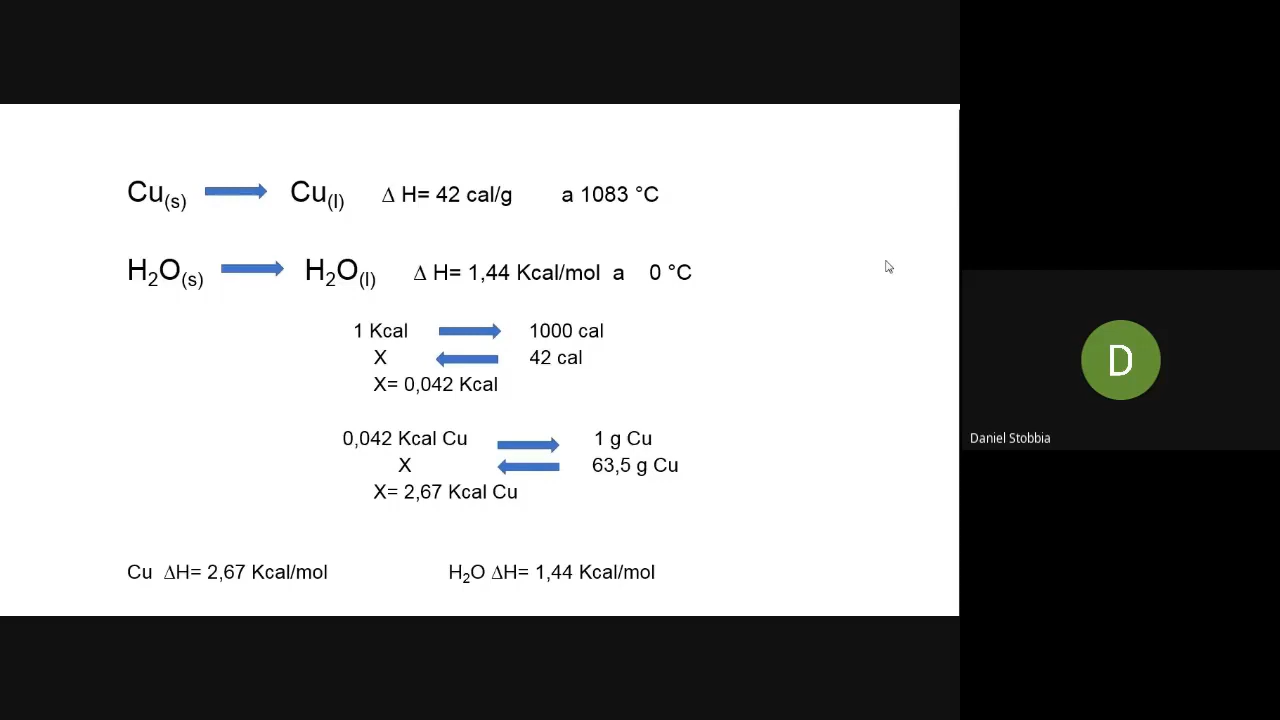 Cu(s) Cu(l) Δ H= 42 cal/g a 1083 °C
H2O(s) H2O(l) Δ H= 1,44 Kcal/mol a 0 °C
1 Kcal 1000 cal
X 42 cal
X= 0,042 Kcal
0,042 Kcal Cu 1 g Cu
X 63,5 g Cu
X= 2,67 Kcal Cu
Cu ΔH= 2,67 Kcal/mol H2O ΔH= 1,44 Kcal/mol
D
Daniel Stobbia